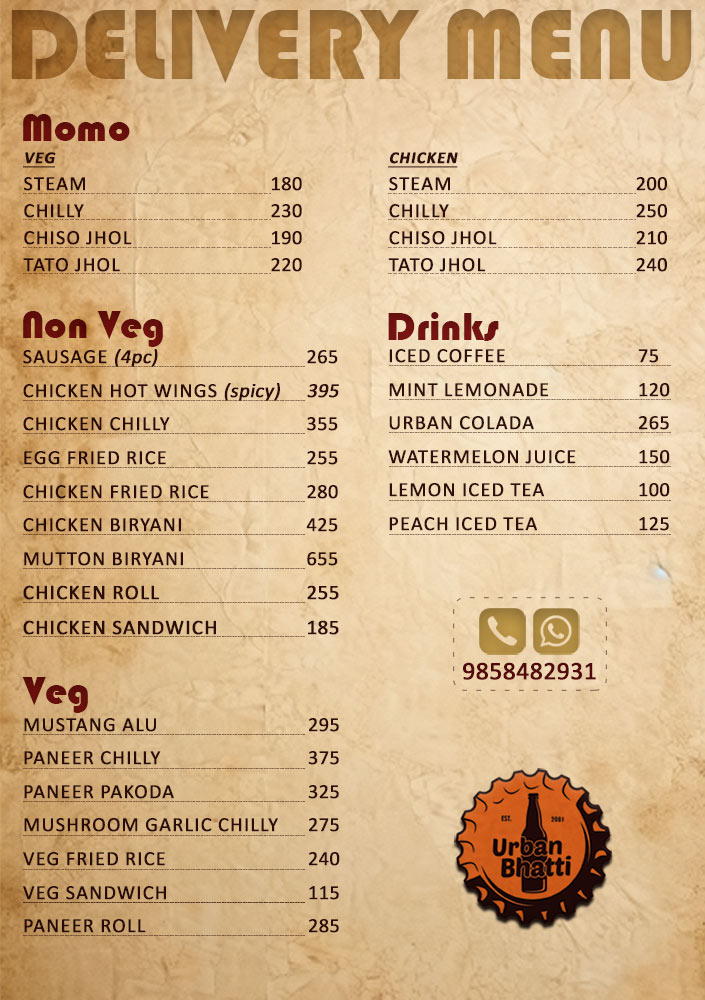 DELIVERY MENU
Momo
VEG
STEAM 180
CHILLY 230
CHISO JHOL 190
TATO JHOL 220
CHICKEN
STEAM 200
CHILLY 250
CHISO JHOL 210
TATO JHOL 240
Non Veg
SAUSAGE (4pc) 265
CHICKEN HOT WINGS (spicy) 395
CHICKEN CHILLY 355
EGG FRIED RICE 255
CHICKEN FRIED RICE 280
CHICKEN BIRYANI 425
MUTTON BIRYANI 655
CHICKEN ROLL 255
CHICKEN SANDWICH 185
Veg
MUSTANG ALU 295
PANEER CHILLY 375
PANEER PAKODA 325
MUSHROOM GARLIC CHILLY 275
VEG FRIED RICE 240
VEG SANDWICH 115
PANEER ROLL 285
Drinks
ICED COFFEE 75
MINT LEMONADE 120
URBAN COLADA 265
WATERMELON JUICE 150
LEMON ICED TEA 100
PEACH ICED TEA 125
9858482931
EST.
Urban
Bhatti